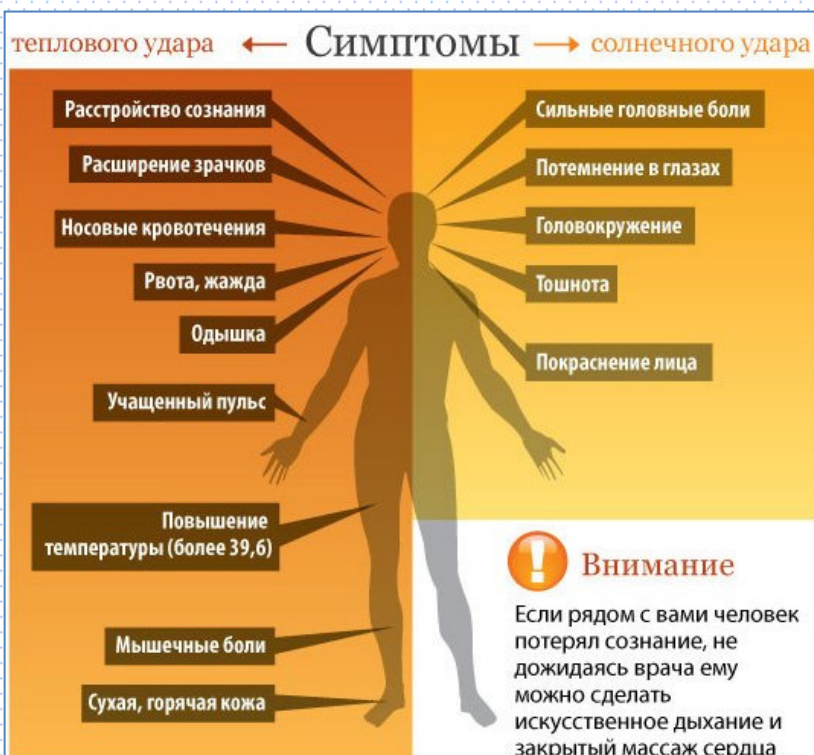 теплового удара ← Симптомы → солнечного удара
Расстройство сознания
Расширение зрачков
Носовые кровотечения
Рвота, жажда
Одышка
Учащенный пульс
Повышение
температуры (более 39,6)
Мышечные боли
Сухая, горячая кожа
Сильные головные боли
Потемнение в глазах
Головокружение
Тошнота
Покраснение лица
! Внимание
Если рядом с вами человек
потерял сознание, не
дожидаясь врача ему
можно сделать
искусственное дыхание и
закрытый массаж сердца